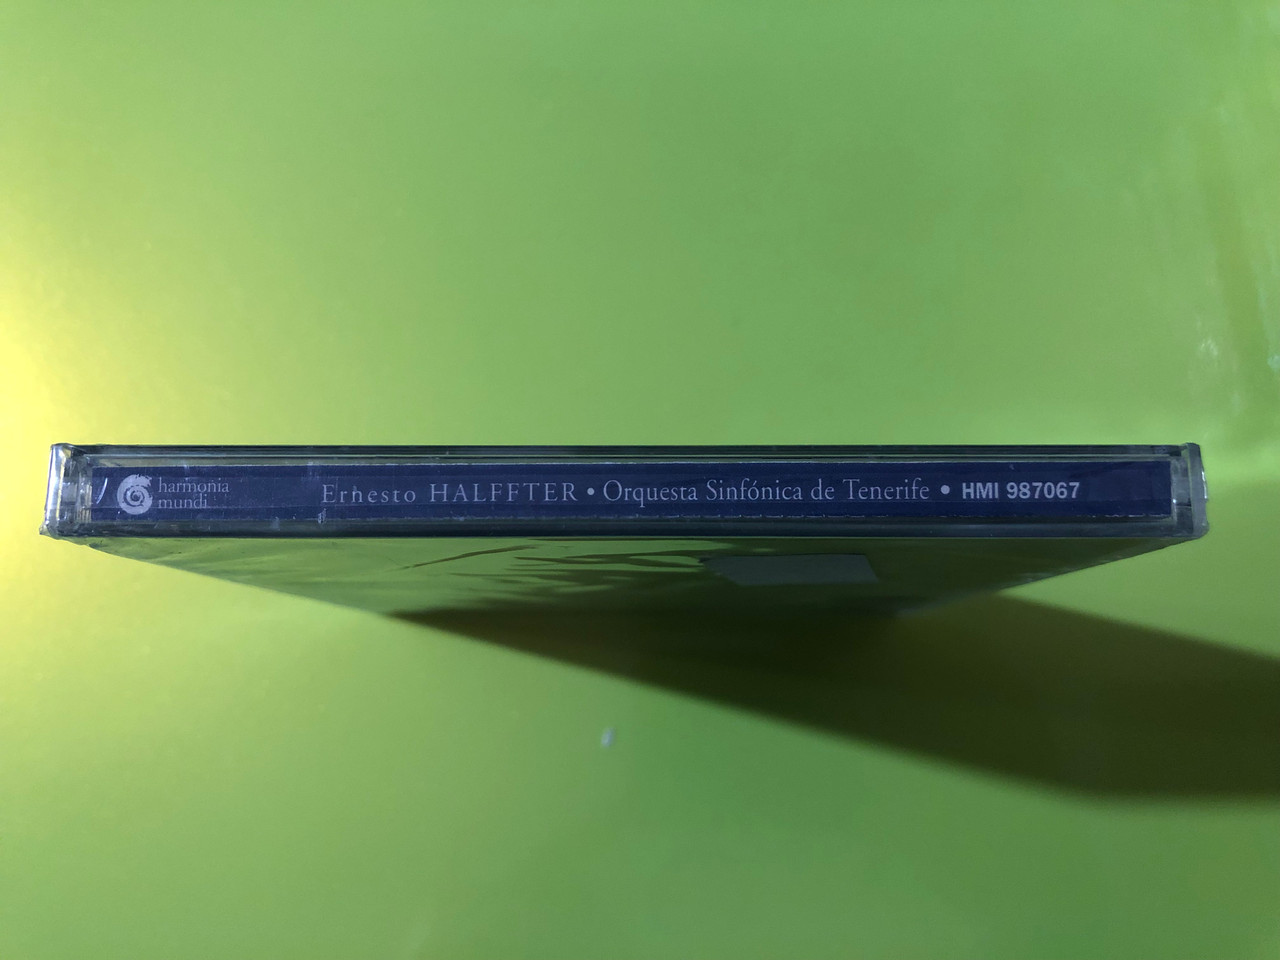 harmonia
mundi
Ernesto HALFFTER • Orquesta Sinfónica de Tenerife • HMI 987067